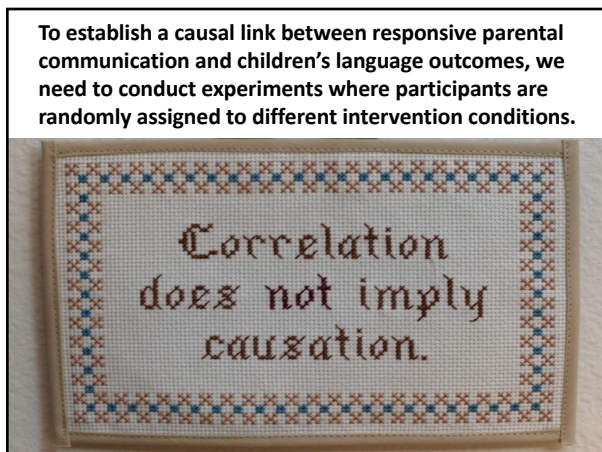 To establish a causal link between responsive parental
communication and children’s language outcomes, we
need to conduct experiments where participants are
randomly assigned to different intervention conditions.
Correlation
does not imply
causation.